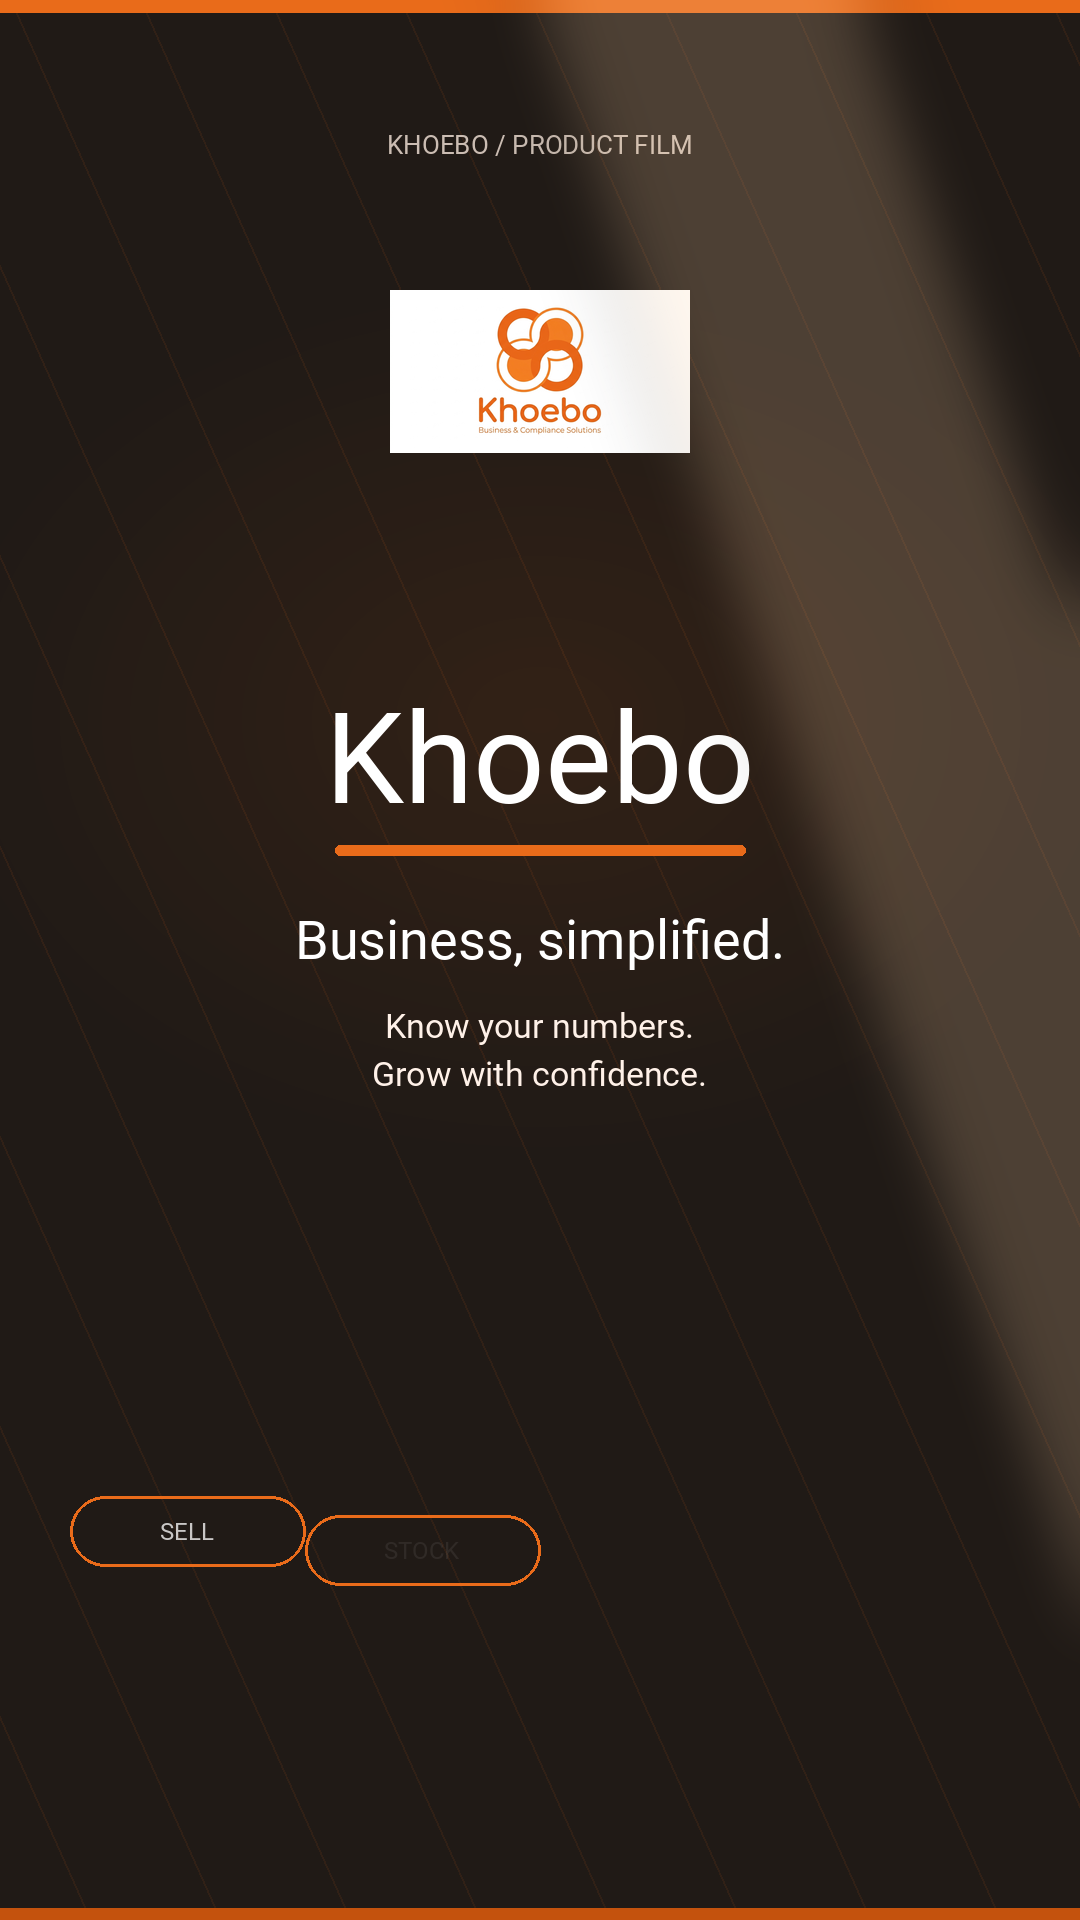 KHOEBO / PRODUCT FILM
Khoebo
Business & Compliance Solutions
Khoebo
Business, simplified.
Know your numbers.
Grow with confidence.
SELL
STOCK